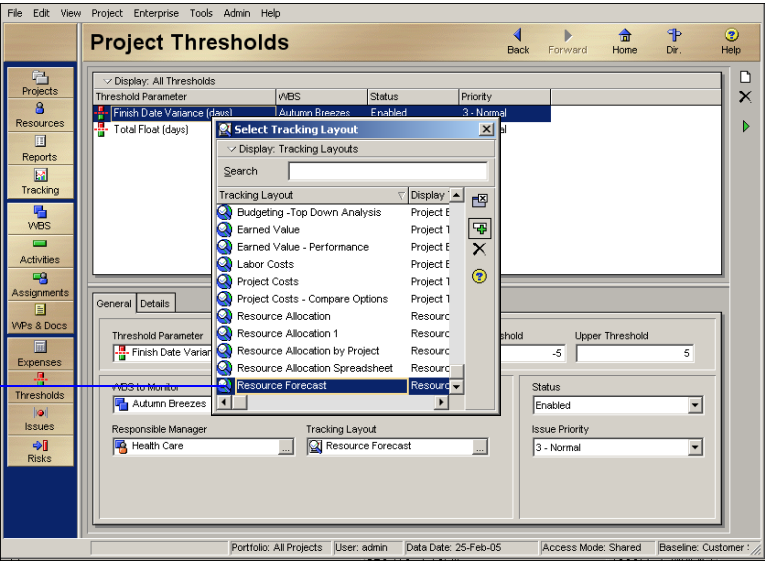 File Edit View Project Enterprise Tools Admin Help
Project Thresholds
Back Forward Home Dir. Help
Projects
Resources
Reports
Tracking
WBS
Activities
Assignments
WPs & Docs
Expenses
Thresholds
Issues
Risks
Display: All Thresholds
Threshold Parameter WBS Status Priority
Finish Date Variance (days) Autumn Breezes Enabled 3 - Normal
Total Float (days)
Select Tracking Layout
Display: Tracking Layouts
Search
Tracking Layout Display
Budgeting -Top Down Analysis Project
Earned Value Project
Earned Value - Performance Project
Labor Costs Project
Project Costs Project
Project Costs - Compare Options Project
Resource Allocation Resourc
Resource Allocation 1 Resourc
Resource Allocation by Project Resourc
Resource Allocation Spreadsheet Resourc
Resource Forecast Resourc
General Details
Threshold Parameter Upper Threshold
Finish Date Varian -5 5
WBS to Monitor Status
Autumn Breezes Enabled
Responsible Manager Tracking Layout Issue Priority
Health Care ... Resource Forecast ... 3 - Normal
Portfolio: All Projects User: admin Data Date: 25-Feb-05 Access Mode: Shared Baseline: Customer